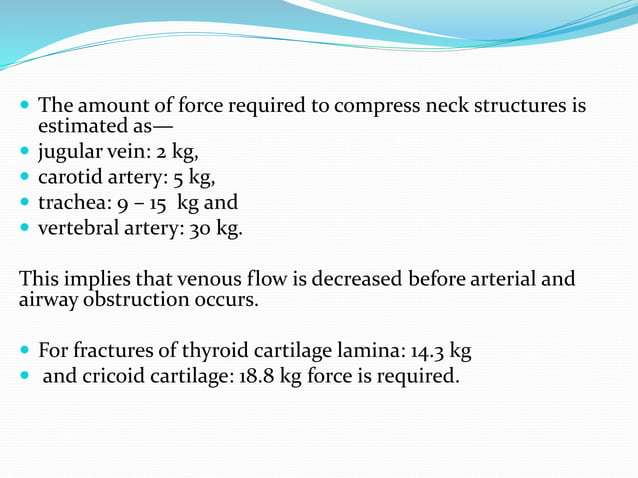 • The amount of force required to compress neck structures is
estimated as—
• jugular vein: 2 kg,
• carotid artery: 5 kg,
• trachea: 9 – 15 kg and
• vertebral artery: 30 kg.
This implies that venous flow is decreased before arterial and
airway obstruction occurs.
• For fractures of thyroid cartilage lamina: 14.3 kg
• and cricoid cartilage: 18.8 kg force is required.